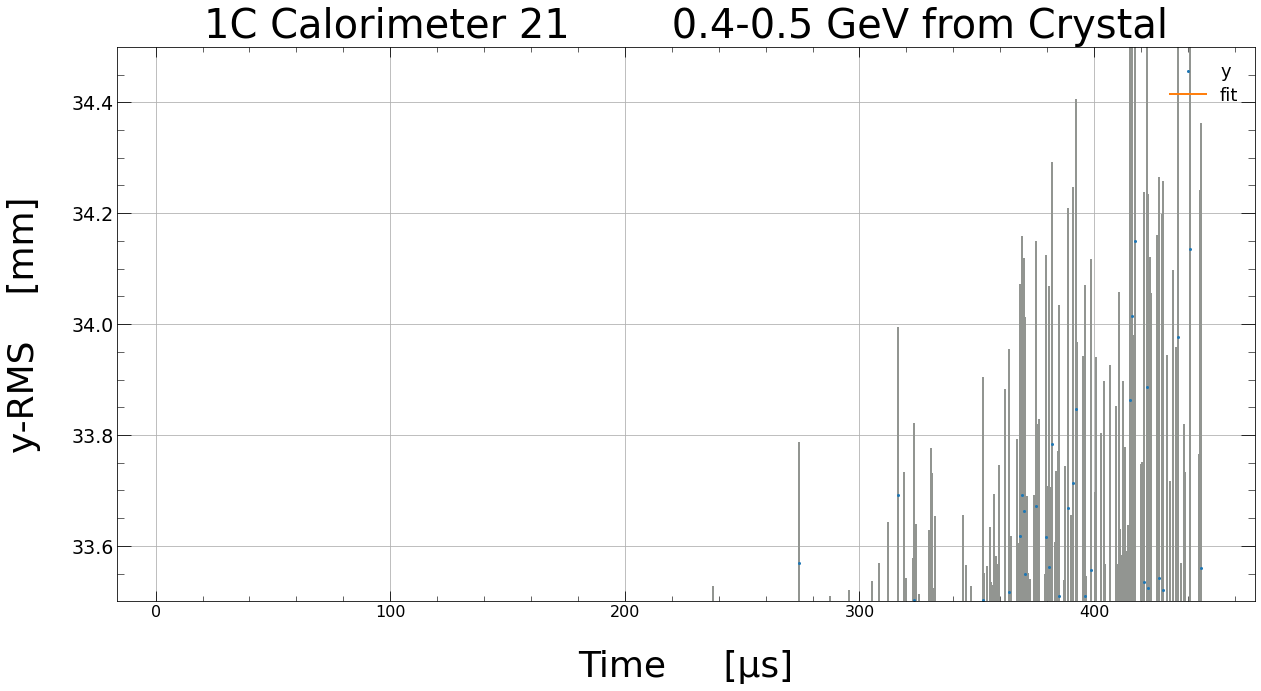 1C Calorimeter 21 0.4-0.5 GeV from Crystal
y
fit
34.4
34.2
34.0
33.8
33.6
y-RMS [mm]
0 100 200 300 400
Time [µs]